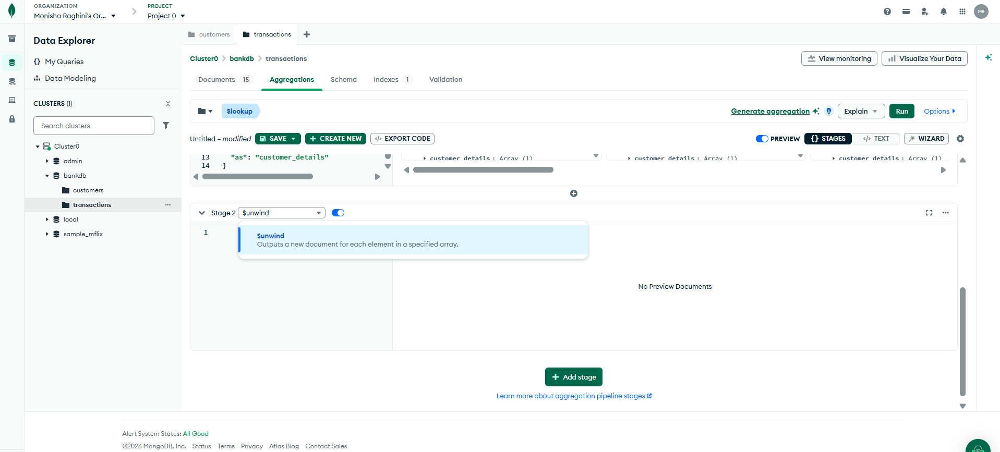 ORGANIZATION
Monisha Raghini's Or...
PROJECT
Project 0
MR
Data Explorer
My Queries
Data Modeling
CLUSTERS (1)
Search clusters
Cluster0
admin
bankdb
customers
transactions
local
sample_mflix
customers
transactions
Cluster0 > bankdb > transactions
View monitoring
Visualize Your Data
Documents 15
Aggregations
Schema
Indexes 1
Validation
$lookup
Generate aggregation
Explain
Run
Options
Untitled – modified
SAVE
CREATE NEW
</> EXPORT CODE
PREVIEW
{} STAGES
</> TEXT
WIZARD
13 "as": "customer_details"
14 }
customer_details : Array (1)
customer_details : Array (1)
customer_details : Array (1)
Stage 2 $unwind
1
$unwind
Outputs a new document for each element in a specified array.
No Preview Documents
+ Add stage
Learn more about aggregation pipeline stages
Alert System Status: All Good
©2026 MongoDB, Inc. Status Terms Privacy Atlas Blog Contact Sales